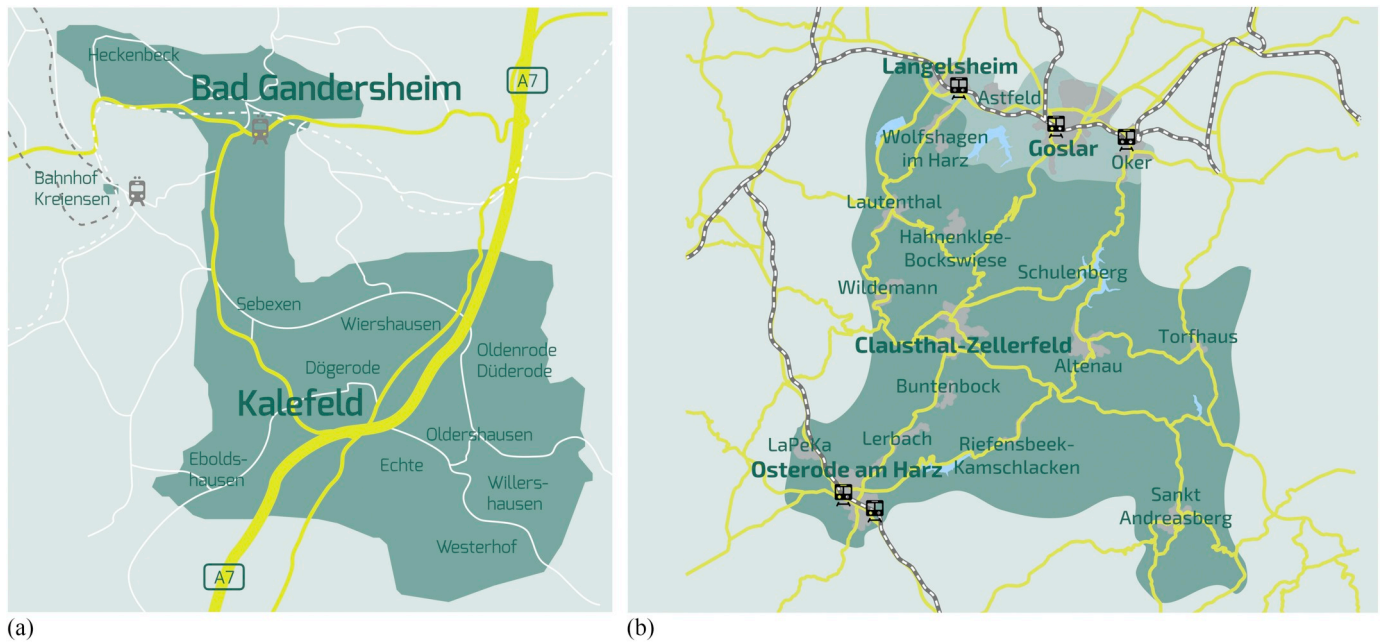 Heckenbeck
Bad Gandersheim
A7
Bahnhof
Kreiensen
Sebexen
Wiershausen
Oldenrode
Düderode
Dögerode
Kalefeld
Oldershausen
Echte
Ebolds-
hausen
Willers-
hausen
Westerhof
A7
(a)
Langelsheim
Astfeld
Wolfshagen
im Harz
Goslar
Oker
Lautenthal
Hahnenklee-
Bockswiese
Schulenberg
Wildemann
Clausthal-Zellerfeld
Torfhaus
Altenau
Buntenbock
LaPeKa
Lerbach
Riefensbeek-
Kamschlacken
Osterode am Harz
Sankt
Andreasberg
(b)